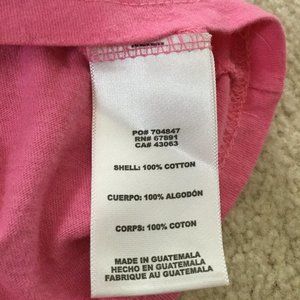 PO# 704847
RN# 67891
CA# 43063
SHELL: 100% COTTON
CUERPO: 100% ALGODÓN
CORPS: 100% COTON
MADE IN GUATEMALA
HECHO EN GUATEMALA
FABRIQUE AU GUATEMALA